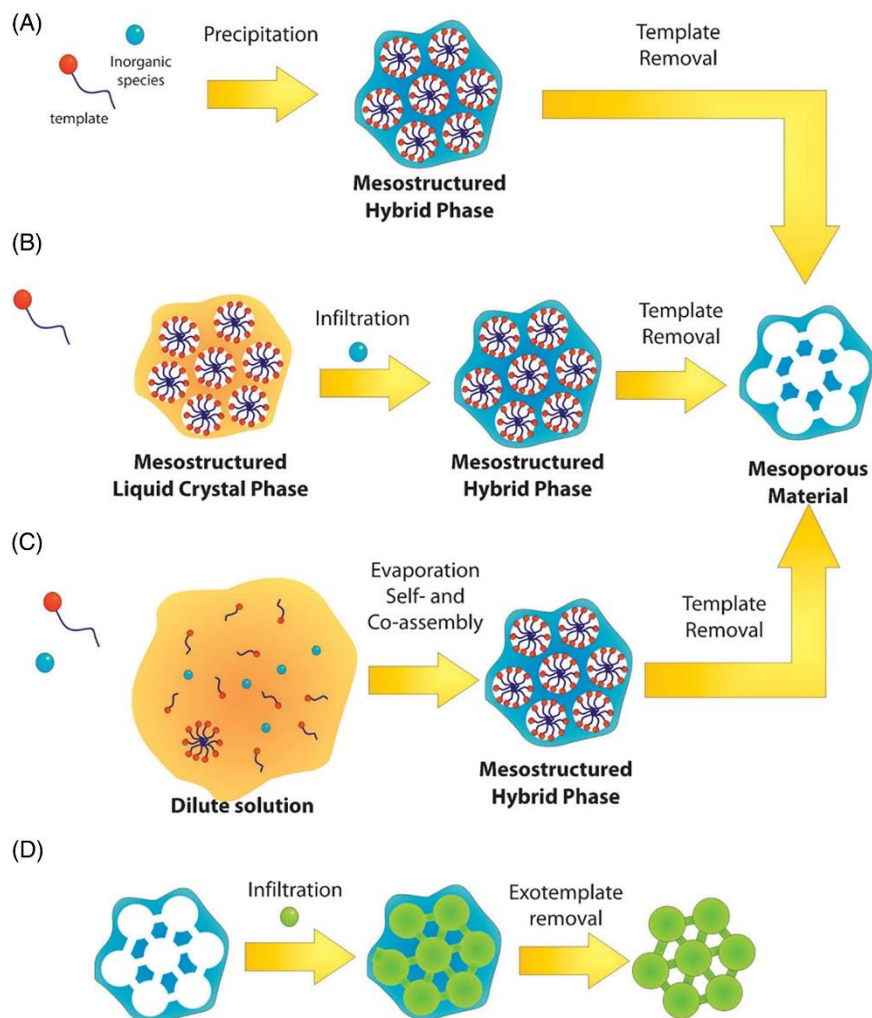 (A)
Inorganic
species
template
Precipitation
Mesostructured
Hybrid Phase
Template
Removal
(B)
Mesostructured
Liquid Crystal Phase
Infiltration
Mesostructured
Hybrid Phase
Template
Removal
Mesoporous
Material
(C)
Dilute solution
Evaporation
Self- and
Co-assembly
Mesostructured
Hybrid Phase
Template
Removal
(D)
Infiltration
Exotemplate
removal